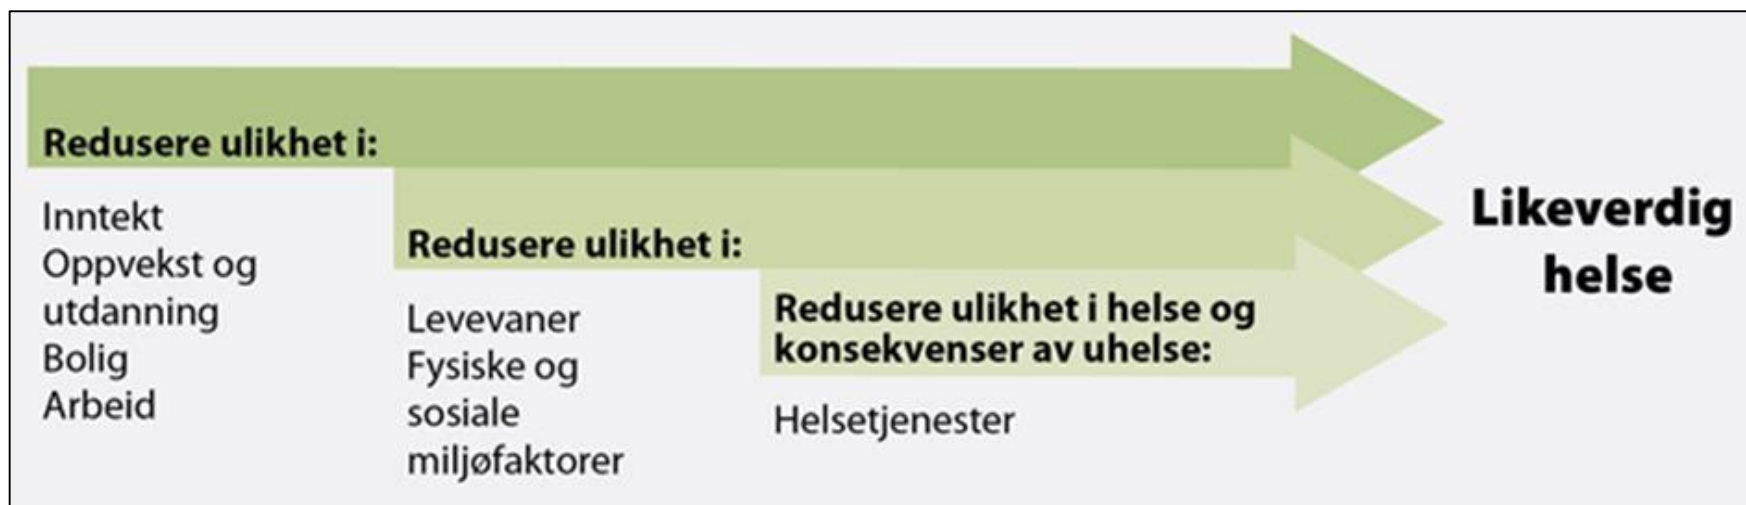 Redusere ulikhet i:
Inntekt
Oppvekst og
utdanning
Bolig
Arbeid
Redusere ulikhet i:
Levevaner
Fysiske og
sosiale
miljøfaktorer
Redusere ulikhet i helse og
konsekvenser av uhelse:
Helsetjenester
Likeverdig
helse